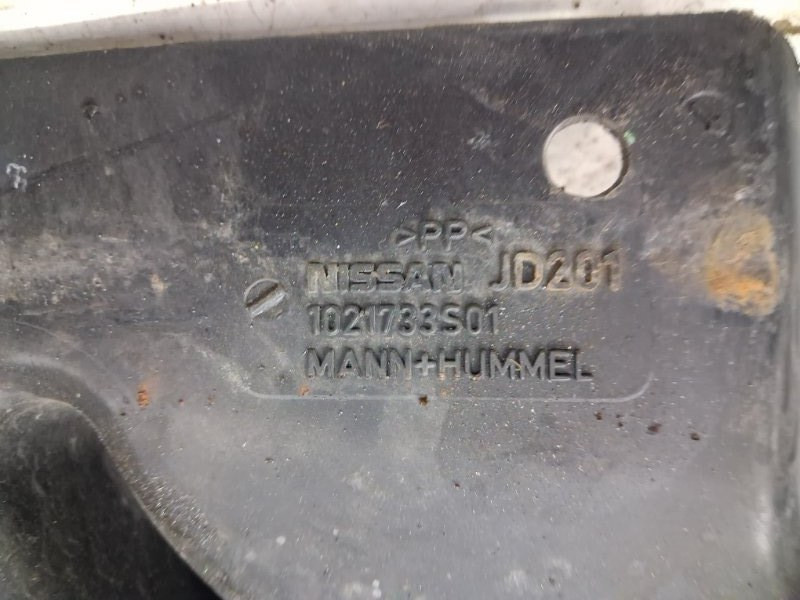 >PP<
NISSAN JD201
1021733S01
MANN+HUMMEL